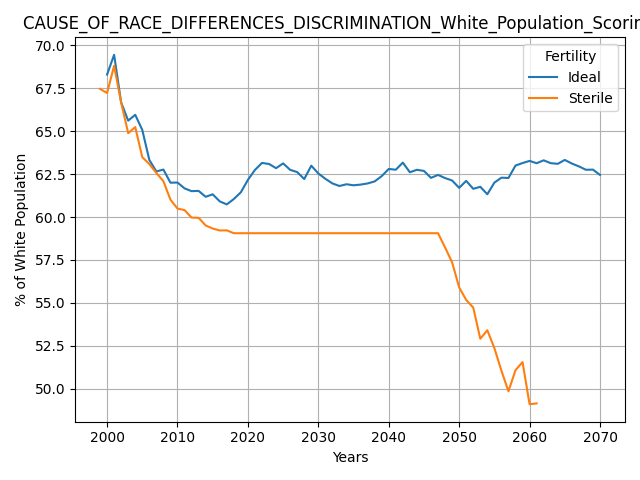 CAUSE_OF_RACE_DIFFERENCES_DISCRIMINATION_White_Population_Scorin
70.0
67.5
65.0
62.5
60.0
57.5
55.0
52.5
50.0
% of White Population
Fertility
Ideal
Sterile
2000 2010 2020 2030 2040 2050 2060 2070
Years